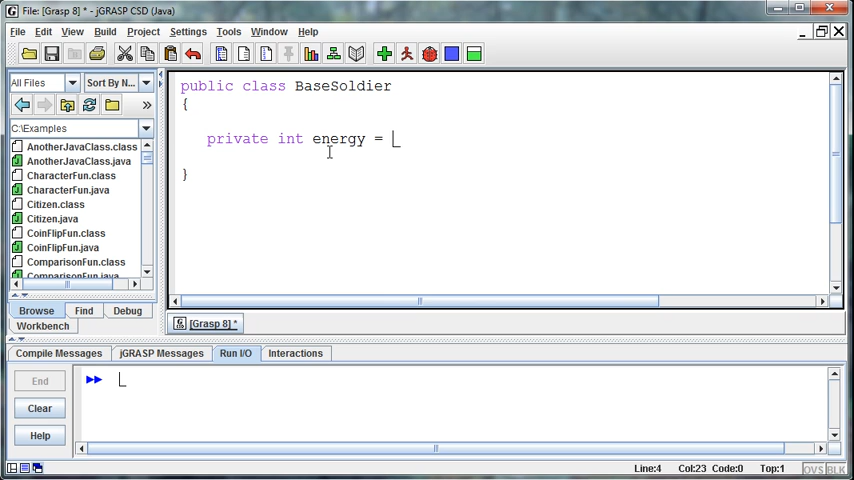 File: [Grasp 8] * - jGRASP CSD (Java)
File Edit View Build Project Settings Tools Window Help
All Files Sort By N...
C:\Examples
AnotherJavaClass.class
AnotherJavaClass.java
CharacterFun.class
CharacterFun.java
Citizen.class
Citizen.java
CoinFlipFun.class
CoinFlipFun.java
ComparisonFun.class
ComparisonFun.java
Browse Find Debug
Workbench
public class BaseSoldier
{
private int energy =
}
[Grasp 8] *
Compile Messages jGRASP Messages Run I/O Interactions
End
Clear
Help
Line:4 Col:23 Code:0 Top:1 OVS BLK